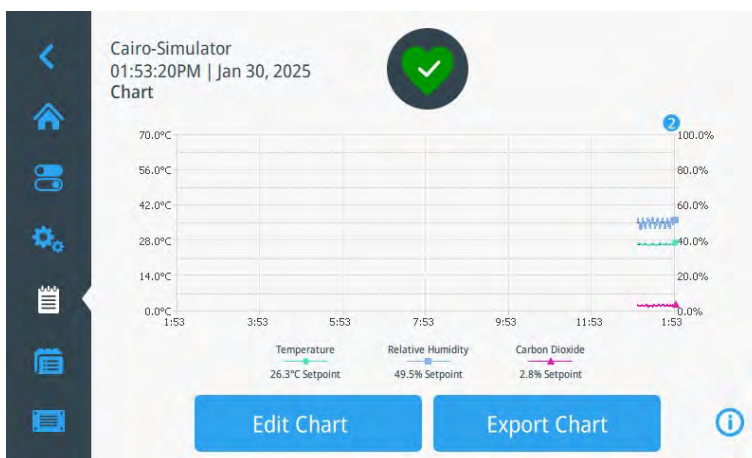 Cairo-Simulator
01:53:20PM | Jan 30, 2025
Chart
2
70.0°C 100.0%
56.0°C 80.0%
42.0°C 60.0%
28.0°C 40.0%
14.0°C 20.0%
0.0°C 0.0%
1:53 3:53 5:53 7:53 9:53 11:53 1:53
Temperature Relative Humidity Carbon Dioxide
26.3°C Setpoint 49.5% Setpoint 2.8% Setpoint
Edit Chart Export Chart
i